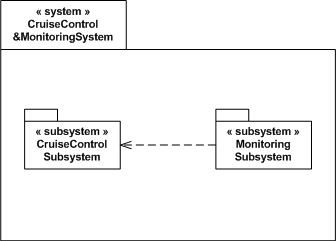 « system »
CruiseControl
&MonitoringSystem
« subsystem »
CruiseControl
Subsystem
« subsystem »
Monitoring
Subsystem